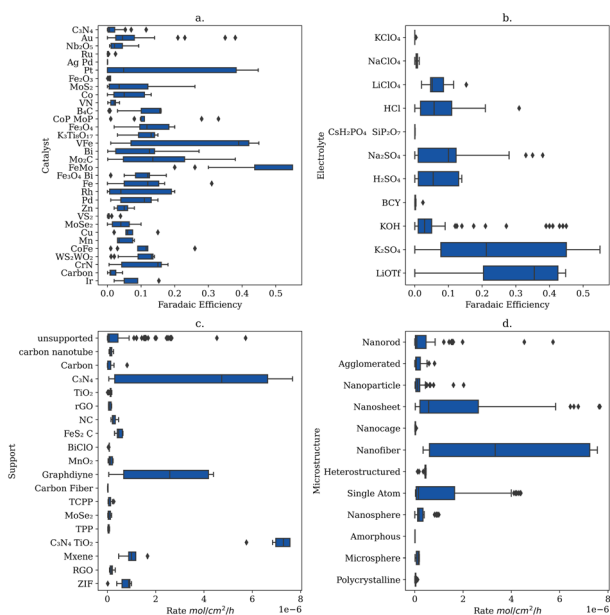 a.
Catalyst
C₃N₄
Au
Nb₂O₅
Ru
Ag Pd
Pt
Fe₂O₃
MoS₂
Co
VN
B₄C
CoP MoP
Fe₃O₄
K₃Ti₈O₁₇
VFe
Bi
Mo₂C
FeMo
Fe₃O₄ Bi
Fe
Rh
Pd
Zn
VS₂
MoSe₂
Cu
Mn
CoFe
WS₂WO₂
CrN
Carbon
Ir
0.0 0.1 0.2 0.3 0.4 0.5
Faradaic Efficiency
b.
Electrolyte
KClO₄
NaClO₄
LiClO₄
HCl
CsH₂PO₄ SiP₂O₇
Na₂SO₄
H₂SO₄
BCY
KOH
K₂SO₄
LiOTf
0.0 0.1 0.2 0.3 0.4 0.5
Faradaic Efficiency
c.
Support
unsupported
carbon nanotube
Carbon
C₃N₄
TiO₂
rGO
NC
FeS₂ C
BiClO
MnO₂
Graphdiyne
Carbon Fiber
TCPP
MoSe₂
TPP
C₃N₄ TiO₂
Mxene
RGO
ZIF
0 2 4 6 8
Rate mol/cm²/h 1e−6
d.
Microstructure
Nanorod
Agglomerated
Nanoparticle
Nanosheet
Nanocage
Nanofiber
Heterostructured
Single Atom
Nanosphere
Amorphous
Microsphere
Polycrystalline
0 2 4 6 8
Rate mol/cm²/h 1e−6